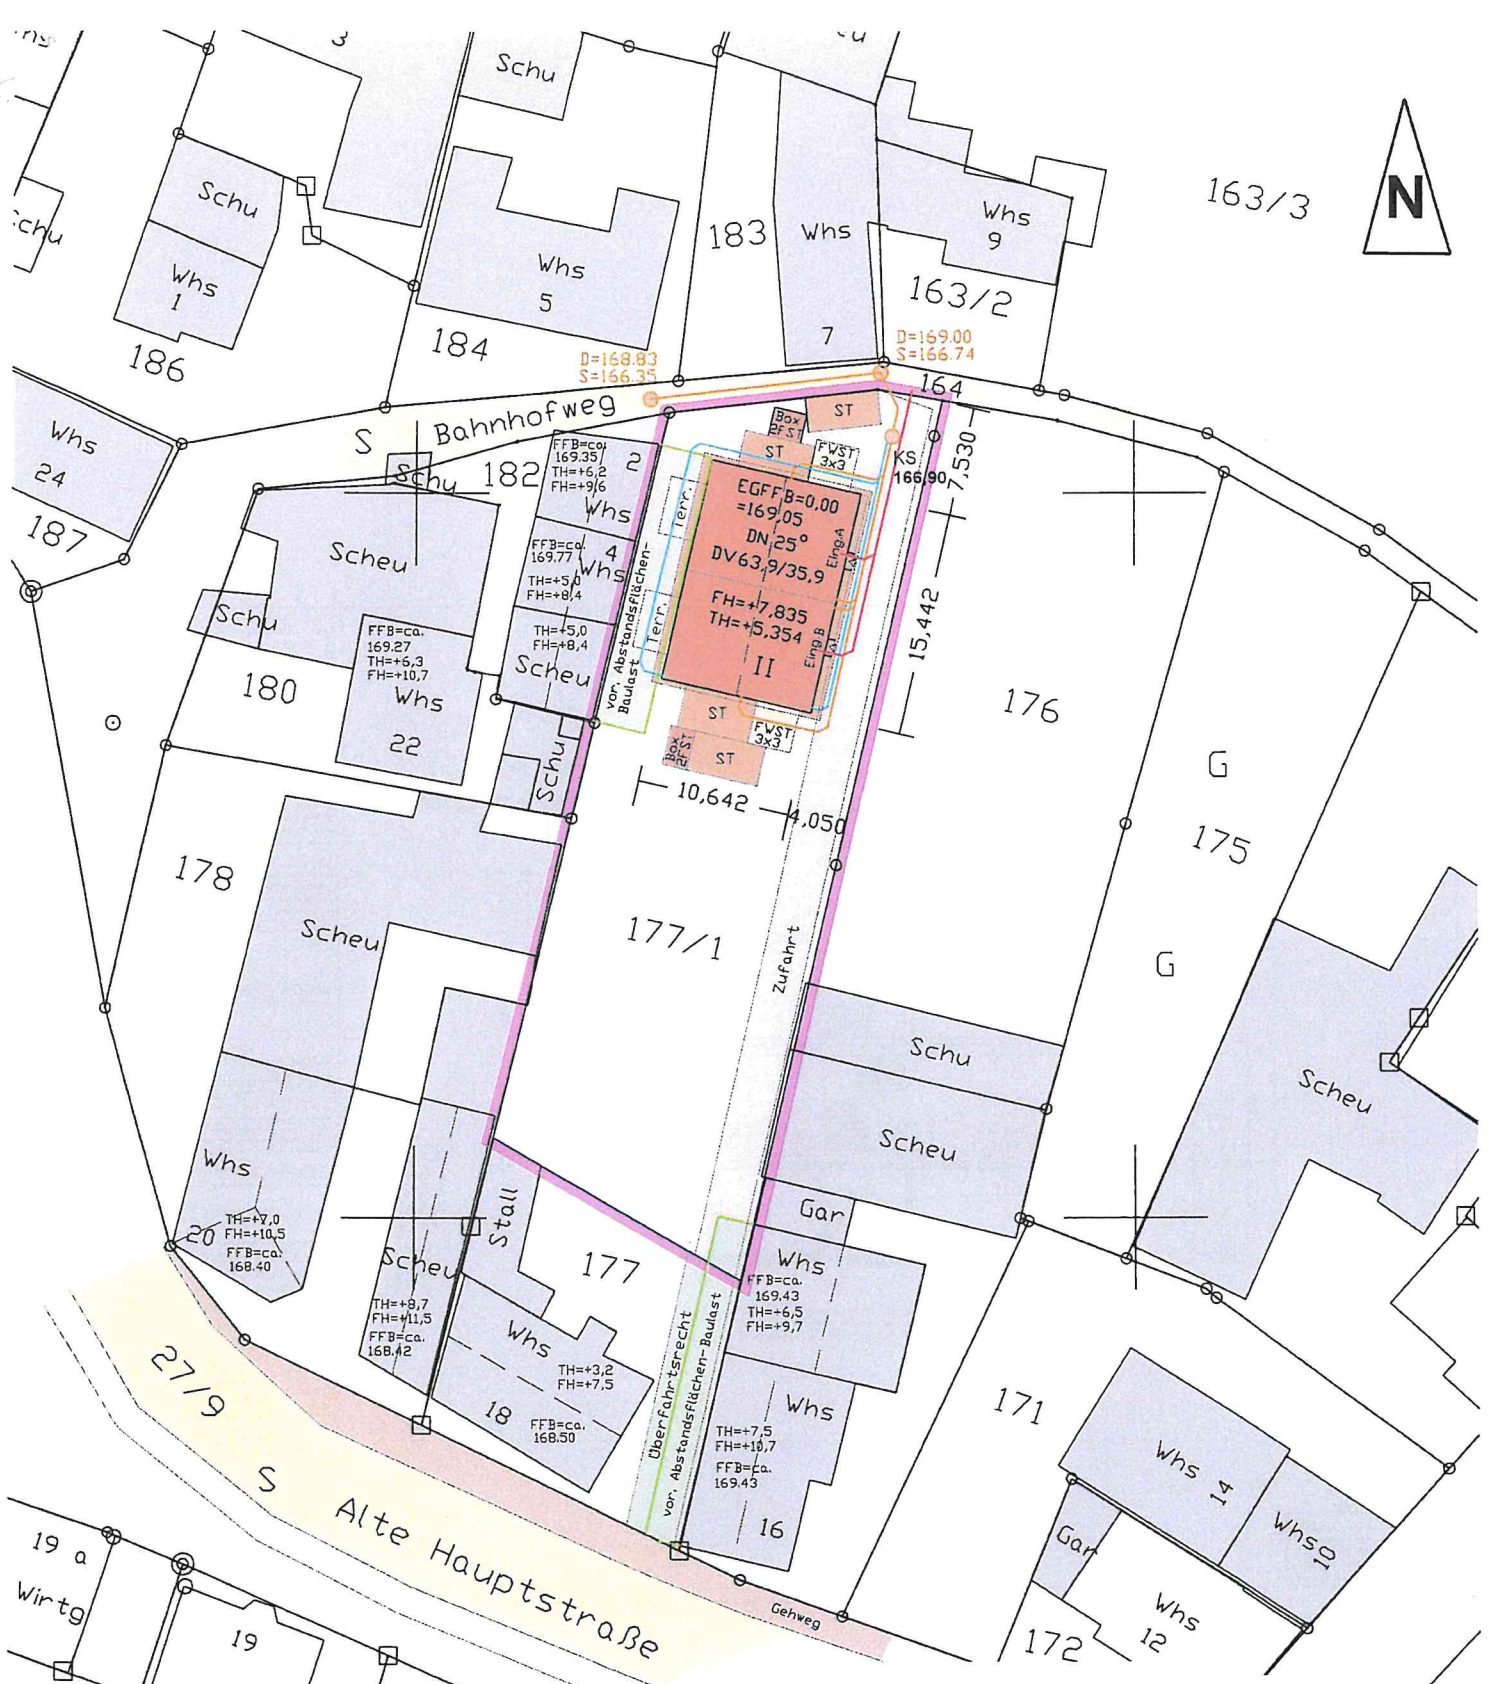 3
Schu
163/3
N
Schu
Whs
1
Whs
5
183
Whs
7
Whs
9
163/2
186
184
D=168.83
S=166.35
D=169.00
S=166.74
164
Whs
24
187
S
Bahnhofweg
Schu
182
FFB=ca.
169.35
TH=+6,2
FH=+9,6
2
Whs
FFB=ca.
169.77
4
Whs
TH=+5,0
FH=+8,4
TH=+5,0
FH=+8,4
Scheu
Scheu
Schu
FFB=ca.
169.27
TH=+6,3
FH=+10,7
Whs
22
180
Schu
vor. Abstandsflächen-
Baulast
Terr.
Terr.
Box
2FST
ST
ST
FWST
3x3
KS
166,90
7,530
EGFFB=0,00
=169,05
DN 25°
DV63,9/35,9
FH=+7,835
TH=+5,354
II
Eing.A
Eing.B
15,442
ST
FWST
3x3
Box
2FST
ST
10,642
4,050
176
G
175
G
178
Scheu
177/1
Zufahrt
Schu
Scheu
Scheu
Whs
20
TH=+7,0
FH=+10,5
FFB=ca.
168.40
Scheu
TH=+8,7
FH=+11,5
FFB=ca.
168.42
Stall
177
Gar
Whs
FFB=ca.
169.43
TH=+6,5
FH=+9,7
Whs
TH=+3,2
FH=+7,5
18
FFB=ca.
168.50
Überfahrtsrecht
vor. Abstandsflächen-Baulast
Whs
TH=+7,5
FH=+10,7
FFB=ca.
169.43
16
27/9
S
Alte Hauptstraße
Gehweg
171
Whs
14
Whs
10
Gar
Whs
12
172
19 a
Wirtg
19